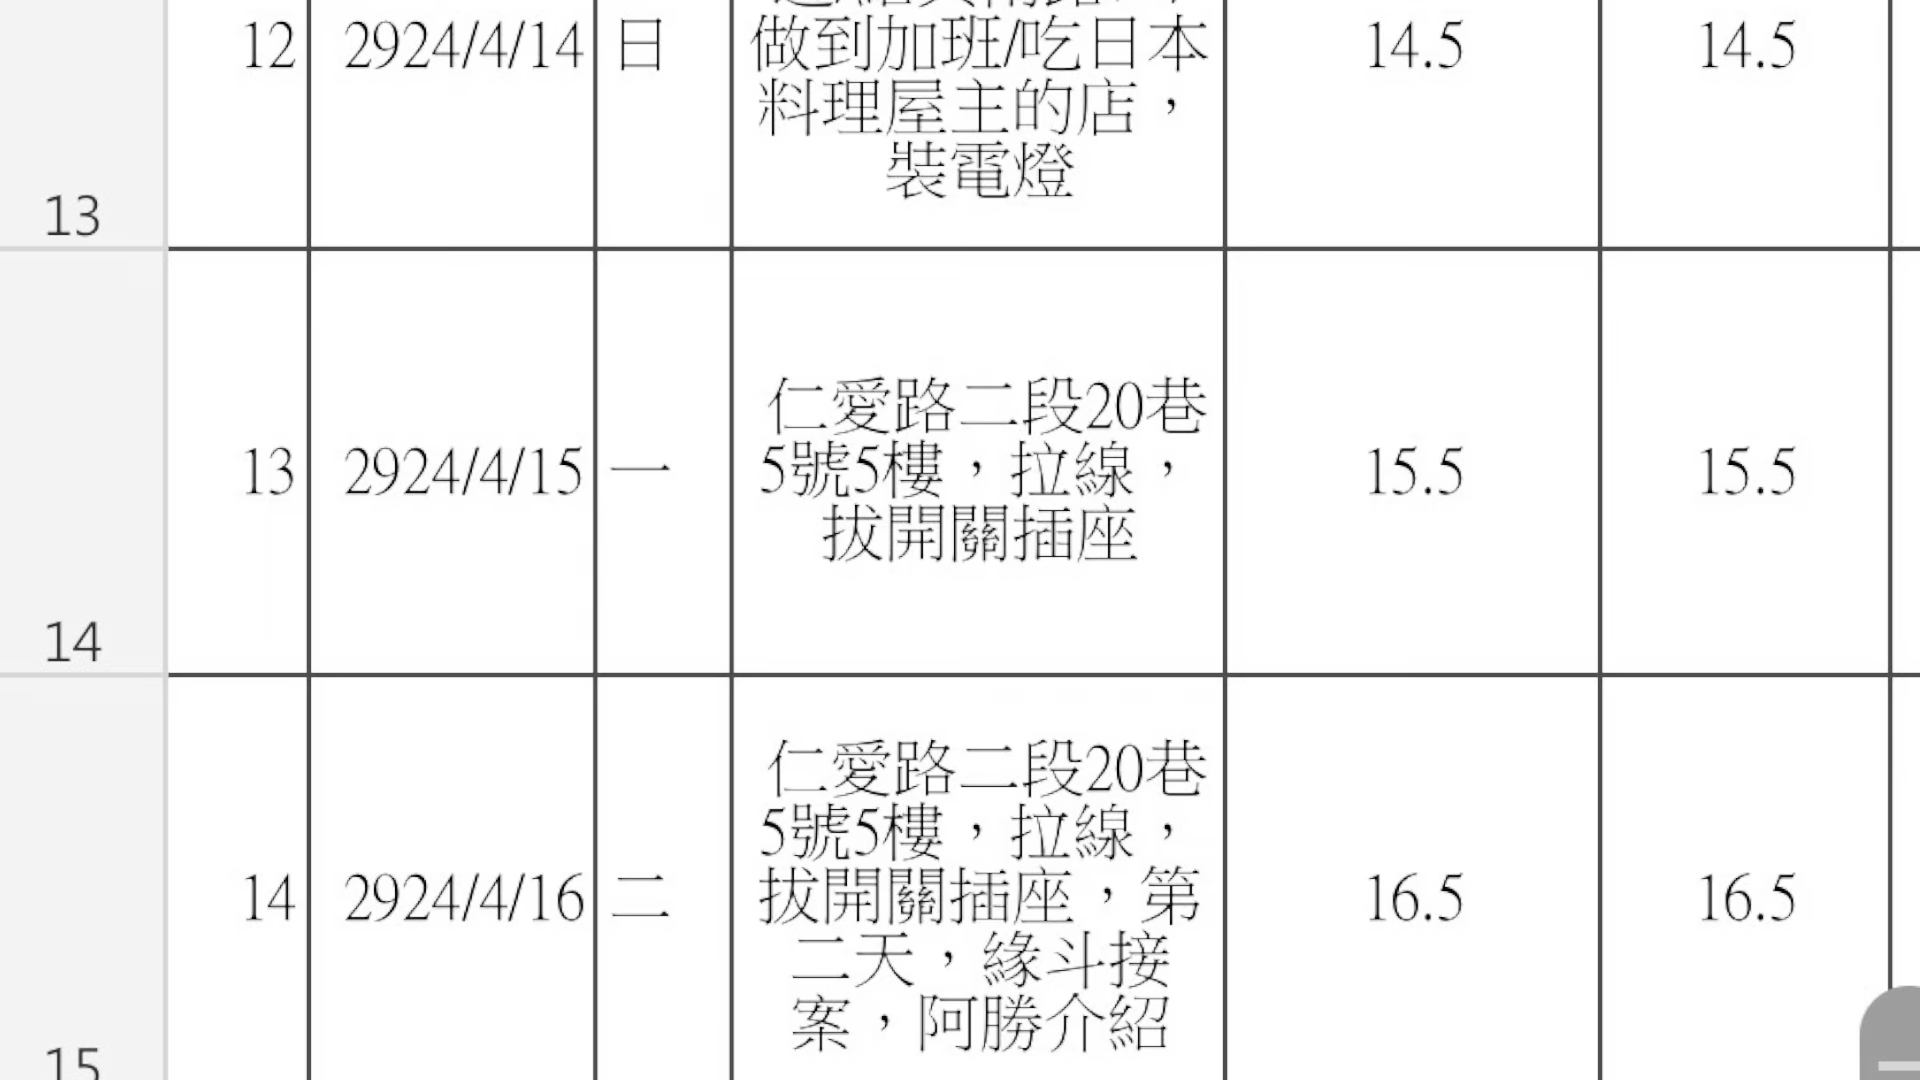 12 2924/4/14 日 做到加班/吃日本 14.5 14.5
料理屋主的店，
裝電燈
13
仁愛路二段20巷
13 2924/4/15 一 5號5樓，拉線， 15.5 15.5
拔開關插座
14
仁愛路二段20巷
5號5樓，拉線，
14 2924/4/16 二 拔開關插座，第 16.5 16.5
二天，緣斗接
案，阿勝介紹
15